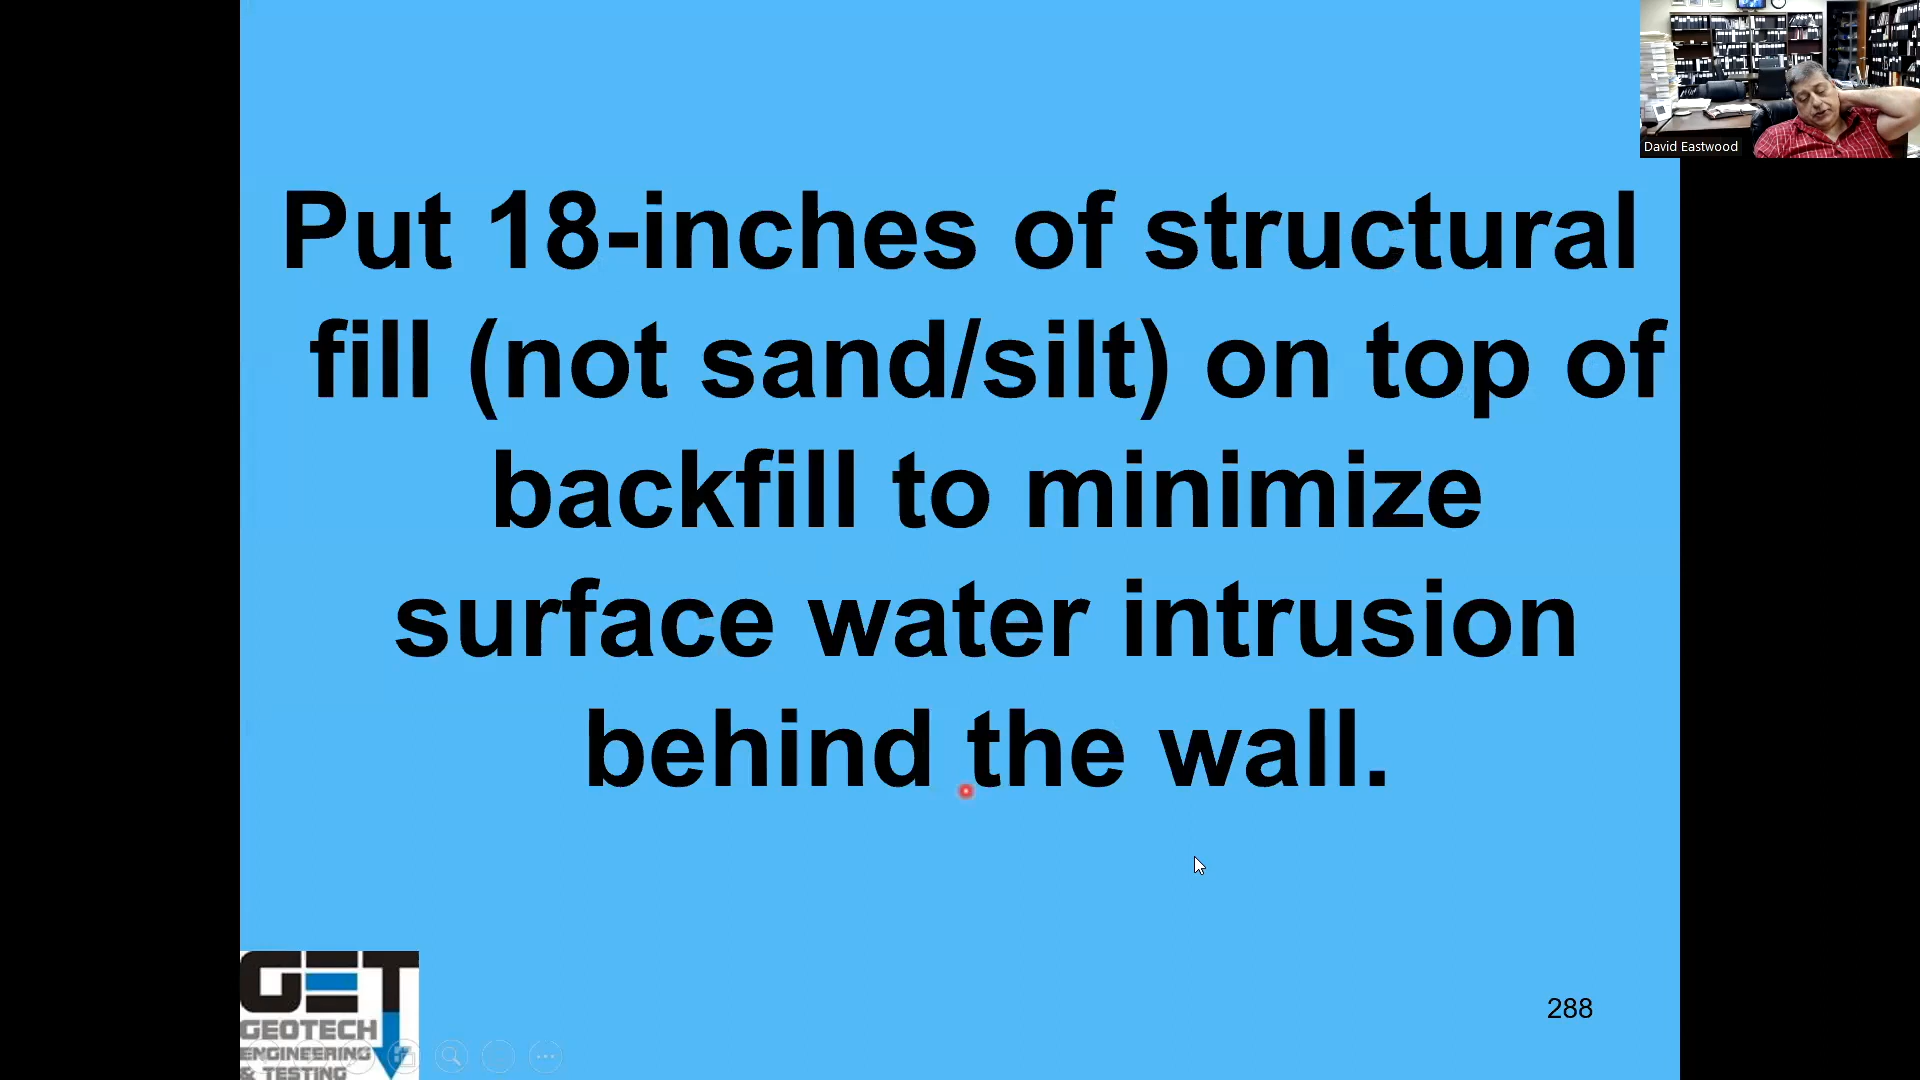 David Eastwood
Put 18-inches of structural
fill (not sand/silt) on top of
backfill to minimize
surface water intrusion
behind the wall.
GET
GEOTECH
ENGINEERING
& TESTING
288